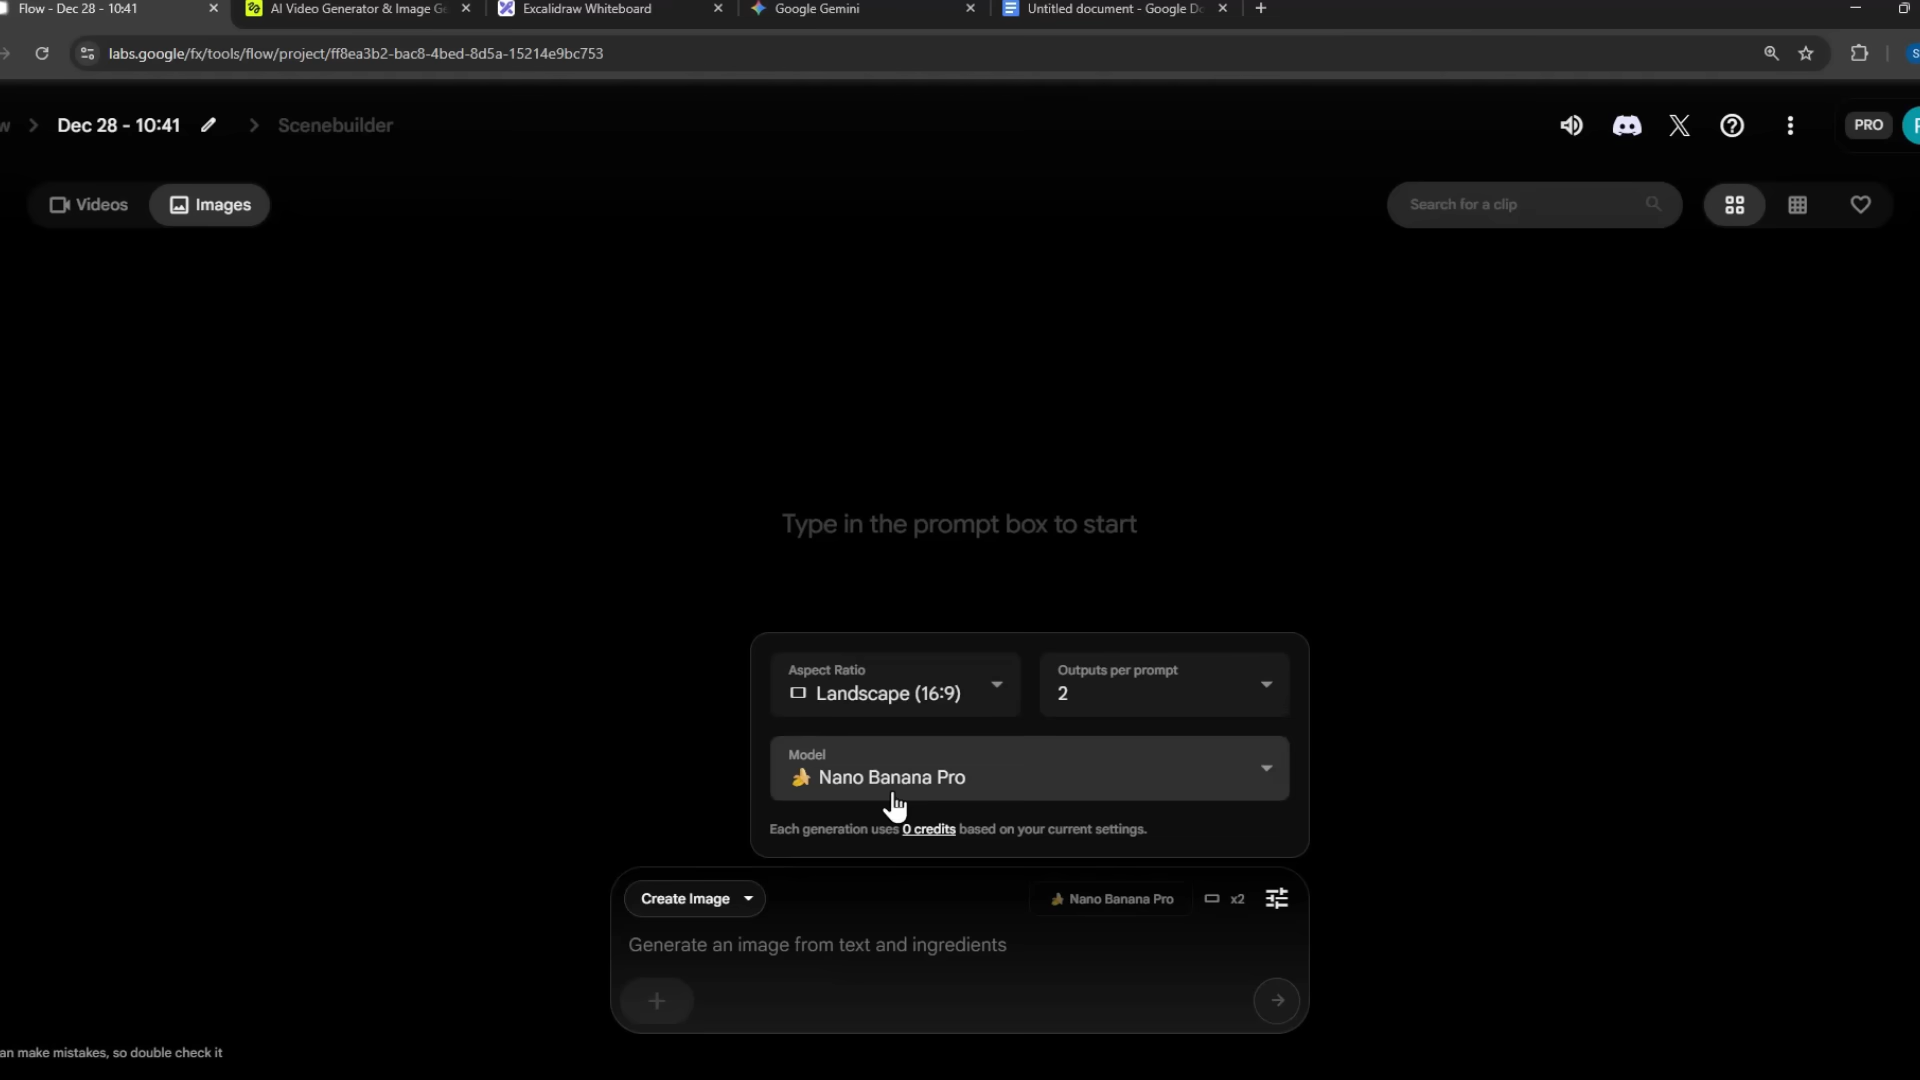 Flow - Dec 28 - 10:41
AI Video Generator & Image G
Excalidraw Whiteboard
Google Gemini
Untitled document - Google Do
labs.google/fx/tools/flow/project/ff8ea3b2-bac8-4bed-8d5a-15214e9bc753
w > Dec 28 - 10:41 > Scenebuilder
PRO
Videos
Images
Search for a clip
Type in the prompt box to start
Aspect Ratio
Landscape (16:9)
Outputs per prompt
2
Model
Nano Banana Pro
Each generation uses 0 credits based on your current settings.
Create Image
Nano Banana Pro
x2
Generate an image from text and ingredients
an make mistakes, so double check it